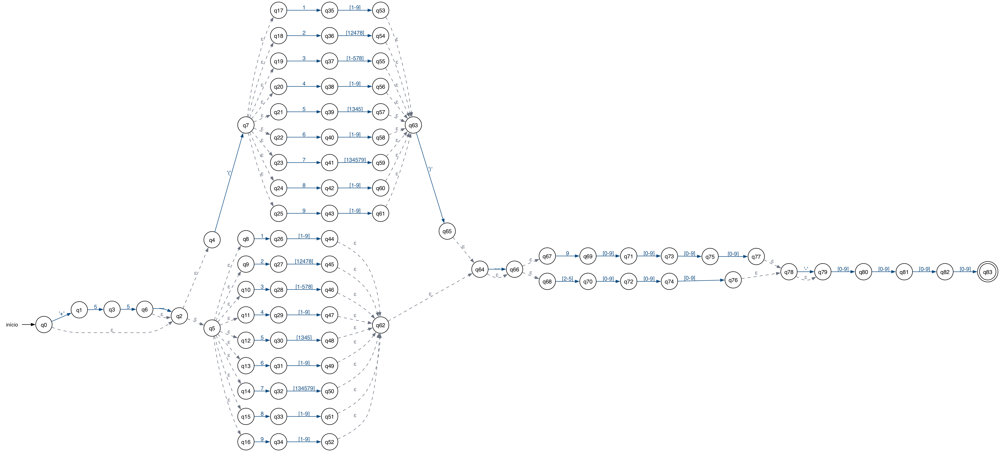 q17 1 q35 [1-9] q53
ε ε
q18 2 q36 [12478] q54
ε ε
q19 3 q37 [1-578] q55
ε ε
q20 4 q38 [1-9] q56
ε ε
q21 5 q39 [1345] q57
ε ε
q7 q63
ε ε
q22 6 q40 [1-9] q58
ε ε
q23 7 q41 [134579] q59
ε ε
'(' ')'
ε ε
q24 8 q42 [1-9] q60
q25 9 q43 [1-9] q61
q65
q4 q8 1 q26 [1-9] q44 ε
ε
ε q9 2 q27 [12478] q45 ε
q67 9 q69 [0-9] q71 [0-9] q73 [0-9] q75 [0-9] q77
ε ε
q64 ␣ q66
ε
ε q68 [2-5] q70 [0-9] q72 [0-9] q74 [0-9] q76 ε
q78 '-' q79 [0-9] q80 [0-9] q81 [0-9] q82 [0-9] q83
ε
ε
ε q10 3 q28 [1-578] q46 ε
ε
ε
início q0 '+' q1 5 q3 5 q6 ␣ q2
ε
ε
ε q5
ε q11 4 q29 [1-9] q47 ε
q62
ε q12 5 q30 [1345] q48 ε
ε
ε q13 6 q31 [1-9] q49 ε
ε q14 7 q32 [134579] q50 ε
ε q15 8 q33 [1-9] q51 ε
ε q16 9 q34 [1-9] q52 ε